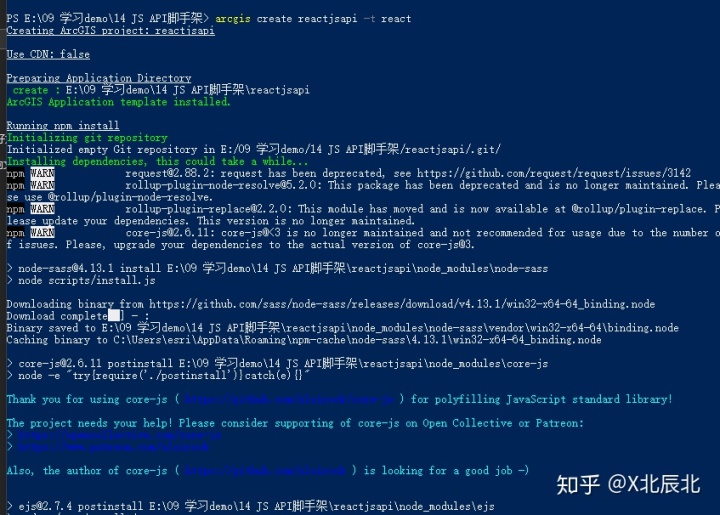 PS E:\09 学习demo\14 JS API脚手架> arcgis create reactjsapi -t react
Creating ArcGIS project: reactjsapi
Use CDN: false
Preparing Application Directory
create : E:\09 学习demo\14 JS API脚手架\reactjsapi
ArcGIS Application template installed.
Running npm install
Initializing git repository
Initialized empty Git repository in E:/09 学习demo/14 JS API脚手架/reactjsapi/.git/
Installing dependencies, this could take a while...
npm WARN request@2.88.2: request has been deprecated, see https://github.com/request/request/issues/3142
npm WARN rollup-plugin-node-resolve@5.2.0: This package has been deprecated and is no longer maintained. Plea
se use @rollup/plugin-node-resolve.
npm WARN rollup-plugin-replace@2.2.0: This module has moved and is now available at @rollup/plugin-replace. P
lease update your dependencies. This version is no longer maintained.
npm WARN core-js@2.6.11: core-js@<3 is no longer maintained and not recommended for usage due to the number o
f issues. Please, upgrade your dependencies to the actual version of core-js@3.
> node-sass@4.13.1 install E:\09 学习demo\14 JS API脚手架\reactjsapi\node_modules\node-sass
> node scripts/install.js
Downloading binary from https://github.com/sass/node-sass/releases/download/v4.13.1/win32-x64-64_binding.node
Download complete ] - :
Binary saved to E:\09 学习demo\14 JS API脚手架\reactjsapi\node_modules\node-sass\vendor\win32-x64-64\binding.node
Caching binary to C:\Users\esri\AppData\Roaming\npm-cache\node-sass\4.13.1\win32-x64-64_binding.node
> core-js@2.6.11 postinstall E:\09 学习demo\14 JS API脚手架\reactjsapi\node_modules\core-js
> node -e "try{require('./postinstall')}catch(e){}"
Thank you for using core-js ( ) for polyfilling JavaScript standard library!
The project needs your help! Please consider supporting of core-js on Open Collective or Patreon:
>
>
Also, the author of core-js ( ) is looking for a good job -)
知乎 @X北辰北
> ejs@2.7.4 postinstall E:\09 学习demo\14 JS API脚手架\reactjsapi\node_modules\ejs